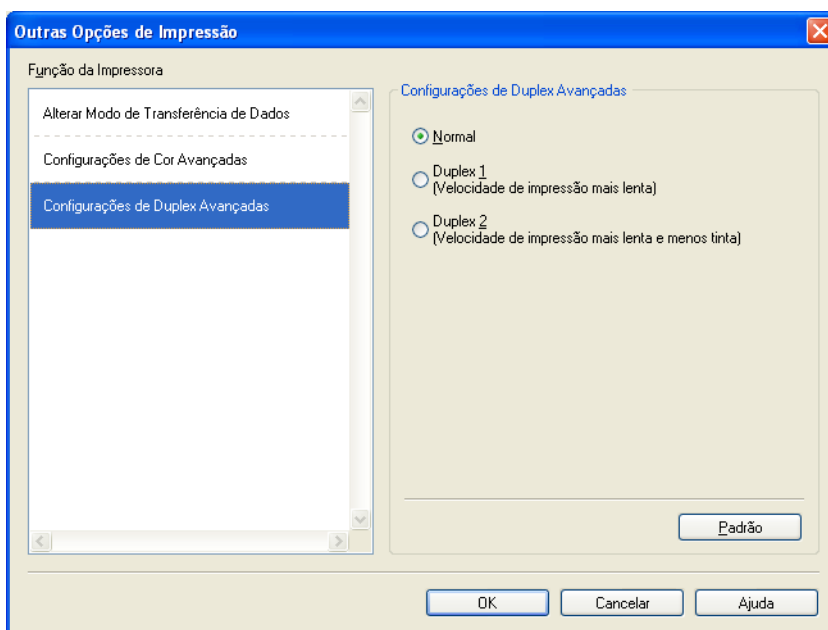 Outras Opções de Impressão
Função da Impressora
Alterar Modo de Transferência de Dados
Configurações de Cor Avançadas
Configurações de Duplex Avançadas
Configurações de Duplex Avançadas
Normal
Duplex 1
(Velocidade de impressão mais lenta)
Duplex 2
(Velocidade de impressão mais lenta e menos tinta)
Padrão
OK
Cancelar
Ajuda